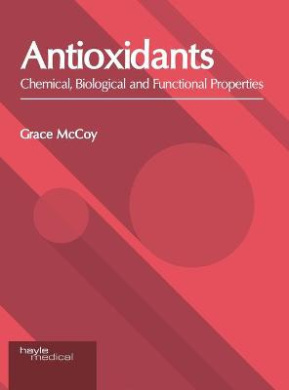 Antioxidants
Chemical, Biological and Functional Properties
Grace McCoy
hayle
medical